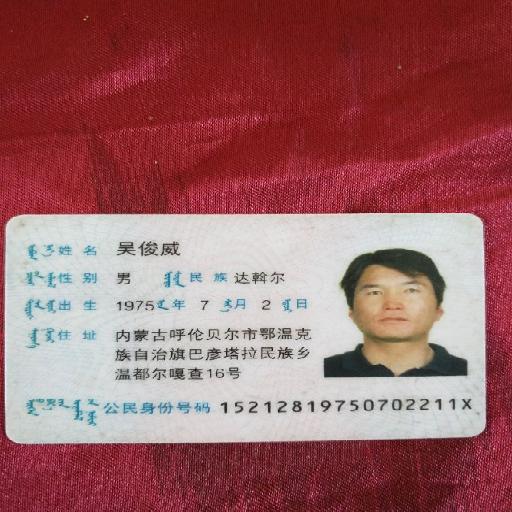 姓 名 吴俊威
性 别 男 民 族 达斡尔
出 生 1975 年 7 月 2 日
住 址 内蒙古呼伦贝尔市鄂温克
族自治旗巴彦塔拉民族乡
温都尔嘎查16号
公民身份号码 15212819750702211X